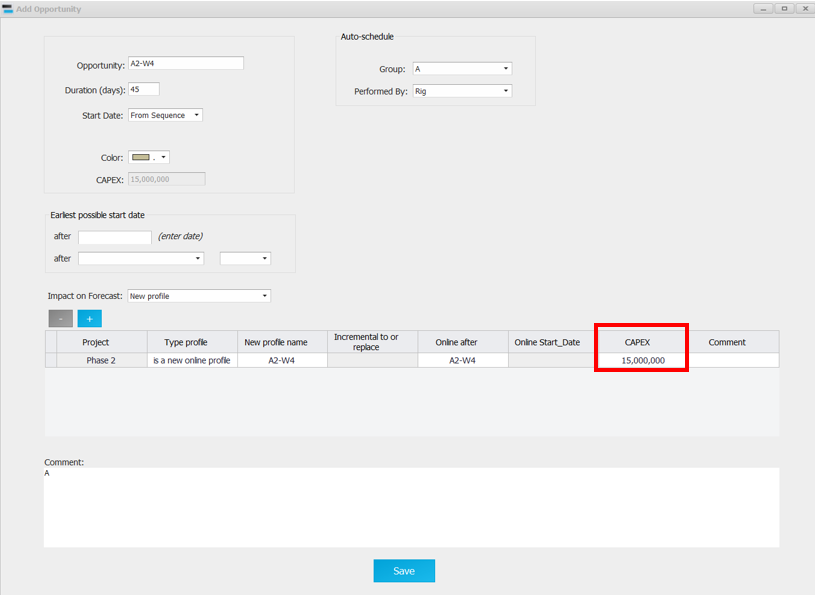 Add Opportunity
Opportunity: A2-W4
Duration (days): 45
Start Date: From Sequence
Color: .
CAPEX: 15,000,000
Auto-schedule
Group: A
Performed By: Rig
Earliest possible start date
after (enter date)
after
Impact on Forecast: New profile
- +
Project Type profile New profile name Incremental to or replace Online after Online Start_Date CAPEX Comment
Phase 2 is a new online profile A2-W4 A2-W4 15,000,000
Comment:
A
Save